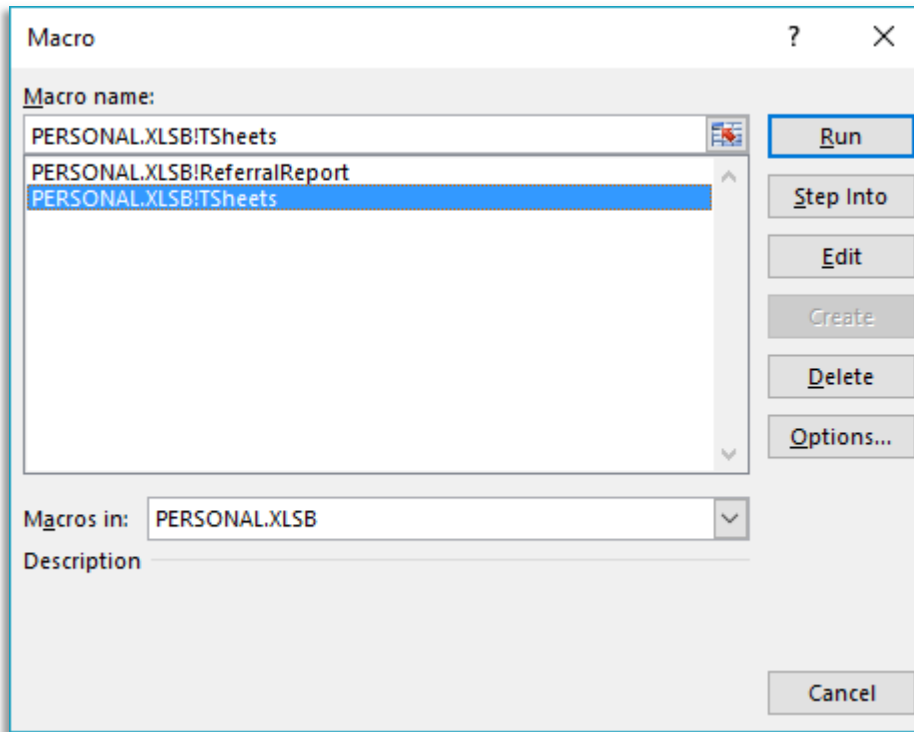 Macro
?
Macro name:
PERSONAL.XLSB!TSheets
Run
PERSONAL.XLSB!ReferralReport
PERSONAL.XLSB!TSheets
Step Into
Edit
Create
Delete
Options...
Macros in: PERSONAL.XLSB
Description
Cancel